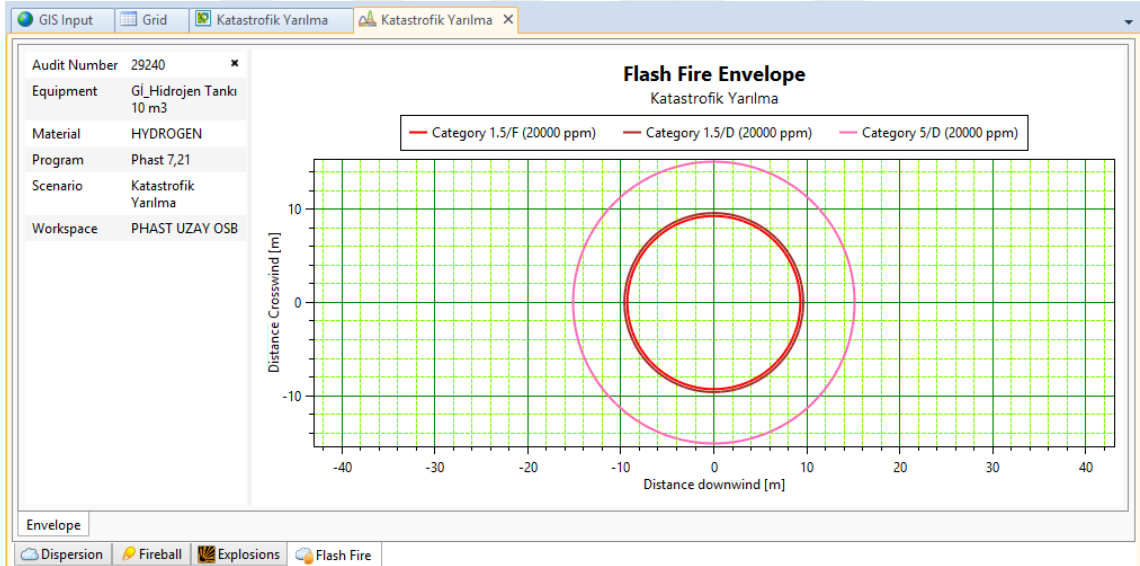 GIS Input
Grid
Katastrofik Yarılma
Katastrofik Yarılma
Audit Number 29240
Equipment Gİ_Hidrojen Tankı
10 m3
Material HYDROGEN
Program Phast 7,21
Scenario Katastrofik
Yarılma
Workspace PHAST UZAY OSB
Flash Fire Envelope
Katastrofik Yarılma
Category 1.5/F (20000 ppm) Category 1.5/D (20000 ppm) Category 5/D (20000 ppm)
Distance Crosswind [m]
10
0
-10
-40 -30 -20 -10 0 10 20 30 40
Distance downwind [m]
Envelope
Dispersion Fireball Explosions Flash Fire